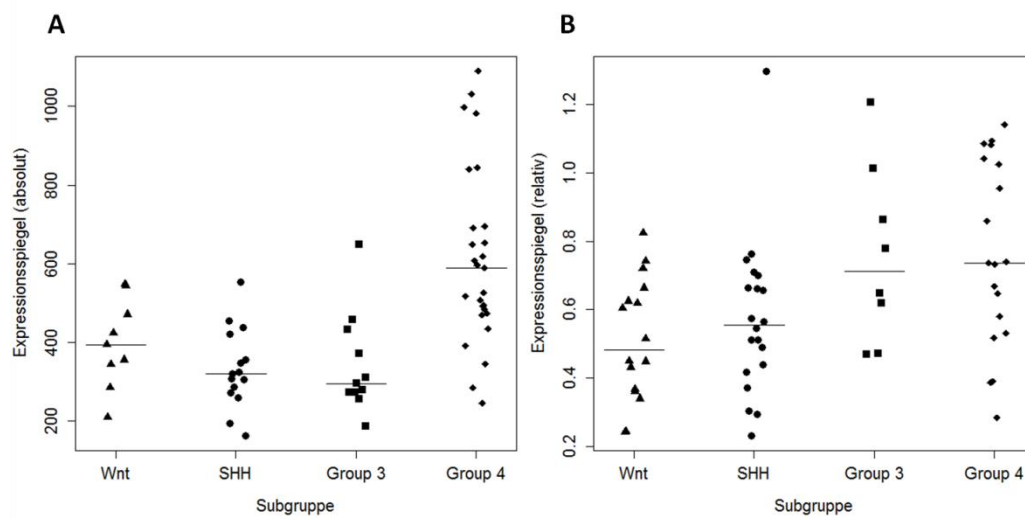 A
Expressionsspiegel (absolut)
1000
800
600
400
200
Wnt
SHH
Group 3
Group 4
Subgruppe
B
Expressionsspiegel (relativ)
1.2
1.0
0.8
0.6
0.4
0.2
Wnt
SHH
Group 3
Group 4
Subgruppe